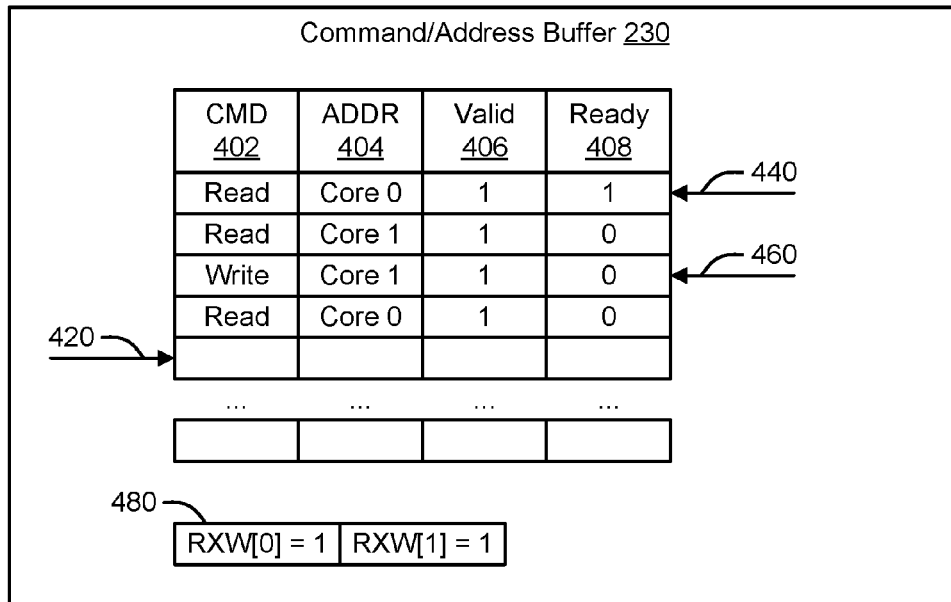 Command/Address Buffer 230
CMD ADDR Valid Ready
402 404 406 408
Read Core 0 1 1
440
Read Core 1 1 0
Write Core 1 1 0
460
Read Core 0 1 0
420
... ... ... ...
480
RXW[0] = 1 RXW[1] = 1